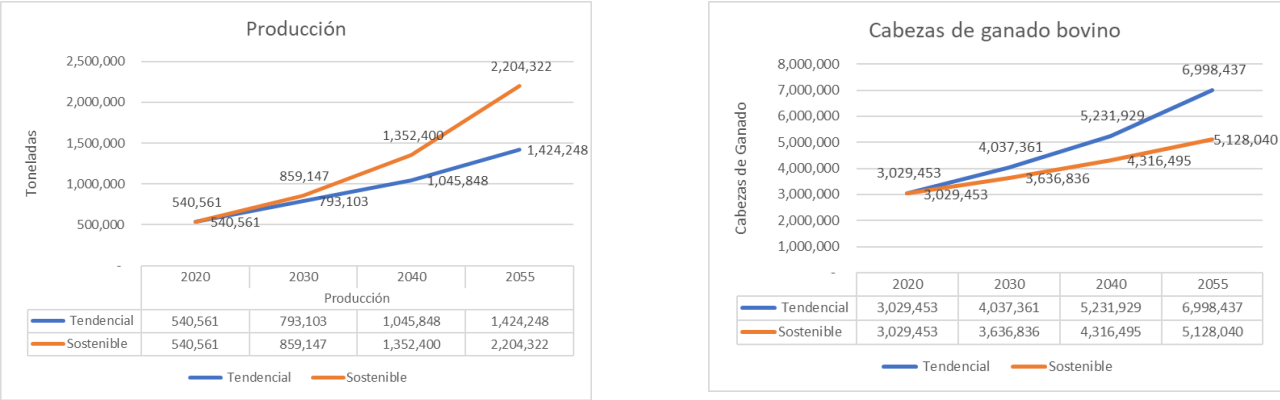 Producción
Toneladas
2,500,000
2,000,000
1,500,000
1,000,000
500,000
-
540,561
859,147
1,352,400
2,204,322
540,561
793,103
1,045,848
1,424,248
2020 2030 2040 2055
Producción
Tendencial 540,561 793,103 1,045,848 1,424,248
Sostenible 540,561 859,147 1,352,400 2,204,322
Tendencial Sostenible
Cabezas de ganado bovino
Cabezas de Ganado
8,000,000
7,000,000
6,000,000
5,000,000
4,000,000
3,000,000
2,000,000
1,000,000
-
3,029,453
4,037,361
5,231,929
6,998,437
3,029,453
3,636,836
4,316,495
5,128,040
2020 2030 2040 2055
Tendencial 3,029,453 4,037,361 5,231,929 6,998,437
Sostenible 3,029,453 3,636,836 4,316,495 5,128,040
Tendencial Sostenible